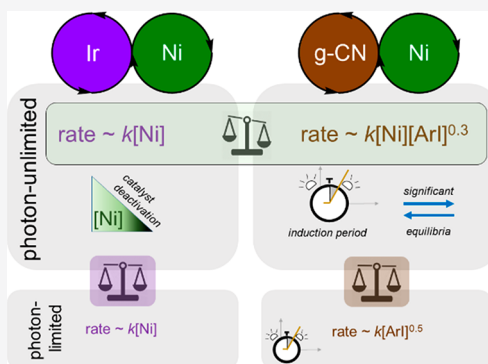 Ir
Ni
g-CN
Ni
photon-unlimited
rate ~ k[Ni]
rate ~ k[Ni][ArI]^0.3
catalyst
deactivation
[Ni]
induction period
significant
equilibria
photon-
limited
rate ~ k[Ni]
rate ~ k[ArI]^0.5